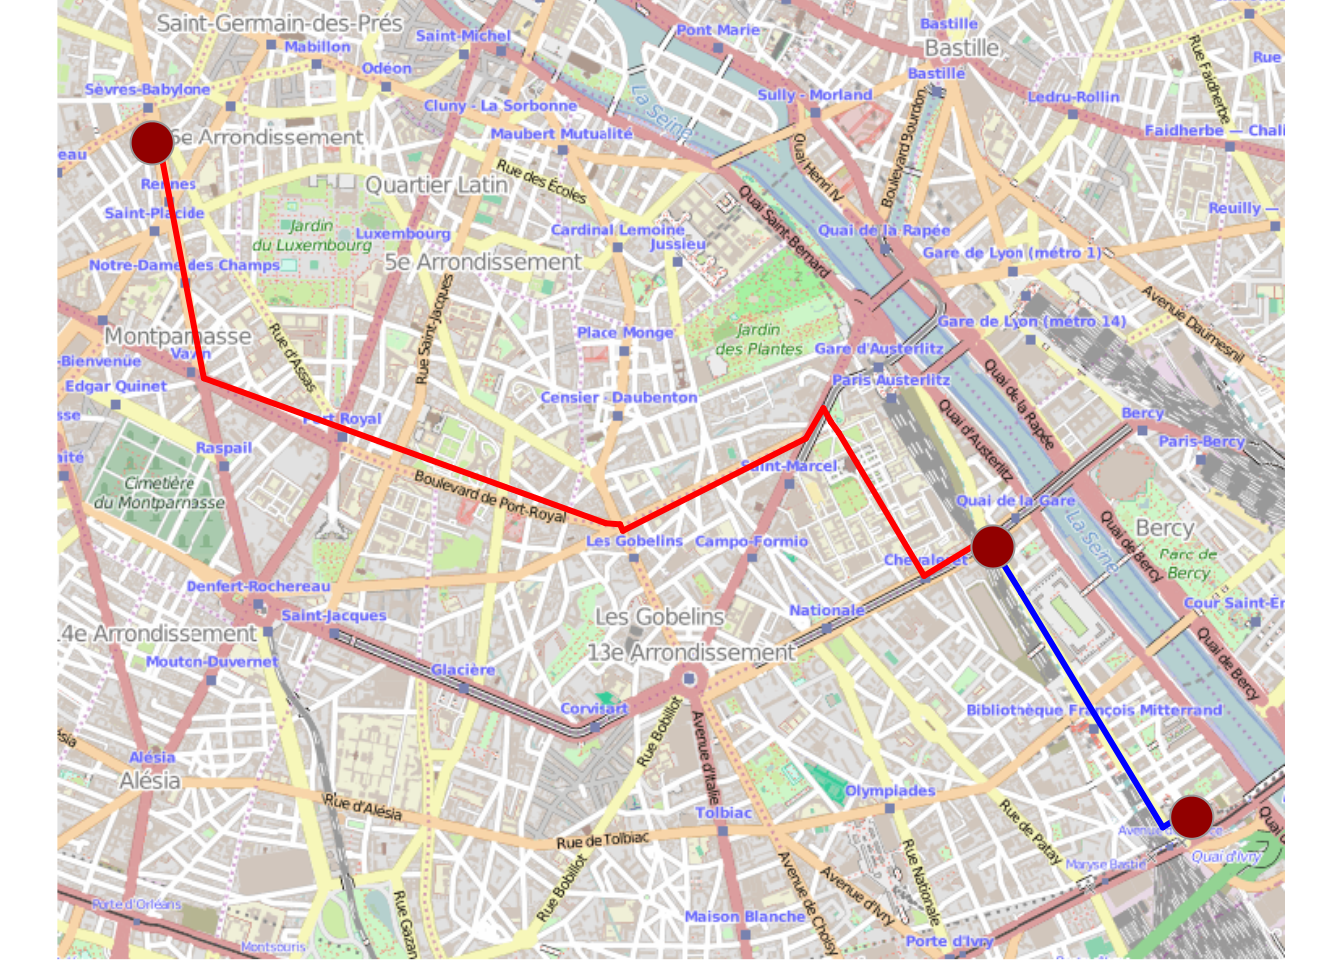 Saint-Germain-des-Prés
Mabillon
Saint-Michel
Pont Marie
Bastille
Bastille
Rue Faidherbe
Rue
Odéon
Bastille
Sèvres-Babylone
Cluny - La Sorbonne
La Seine
Sully - Morland
Ledru-Rollin
6e Arrondissement
Maubert Mutualité
Boulevard Bourdon
Faidherbe — Chali
eau
Rue des Écoles
Quai Henri IV
Rennes
Quartier Latin
Saint-Placide
Jardin
du Luxembourg
Luxembourg
Cardinal Lemoine
Jussieu
Quai Saint-Bernard
Quai de la Rapée
Reuilly —
Notre-Dame des Champs
5e Arrondissement
Gare de Lyon (métro 1)
Rue Saint-Jacques
Avenue Daumesnil
Montparnasse
Rue d'Assas
Place Monge
Jardin
des Plantes
Gare de Lyon (métro 14)
-Bienvenue
Gare d'Austerlitz
Quai de la Rapée
Edgar Quinet
Censier - Daubenton
Paris Austerlitz
Quai d'Austerlitz
sse
Port Royal
Bercy
Raspail
Paris-Bercy
aité
Saint-Marcel
Cimetière
du Montparnasse
Boulevard de Port-Royal
Quai de la Gare
La Seine
Quai de Bercy
Bercy
Les Gobelins
Campo-Formio
Chevaleret
Parc de
Bercy
Denfert-Rochereau
Saint-Jacques
Nationale
Cour Saint-Ém
14e Arrondissement
Les Gobelins
13e Arrondissement
Quai de Bercy
Mouton-Duvernet
Glacière
Corvisart
Rue Bobillot
Avenue d'Italie
Bibliothèque François Mitterrand
ésia
Alésia
Alésia
Rue d'Alésia
Tolbiac
Olympiades
Rue de Patay
Rue de Tolbiac
Maryse Bastié
Quai d'Ivry
Rue Bobillot
Avenue de Choisy
Avenue d'Ivry
Rue Nationale
Porte d'Orléans
Rue Gazan
Maison Blanche
Montsouris
Porte d'Ivry